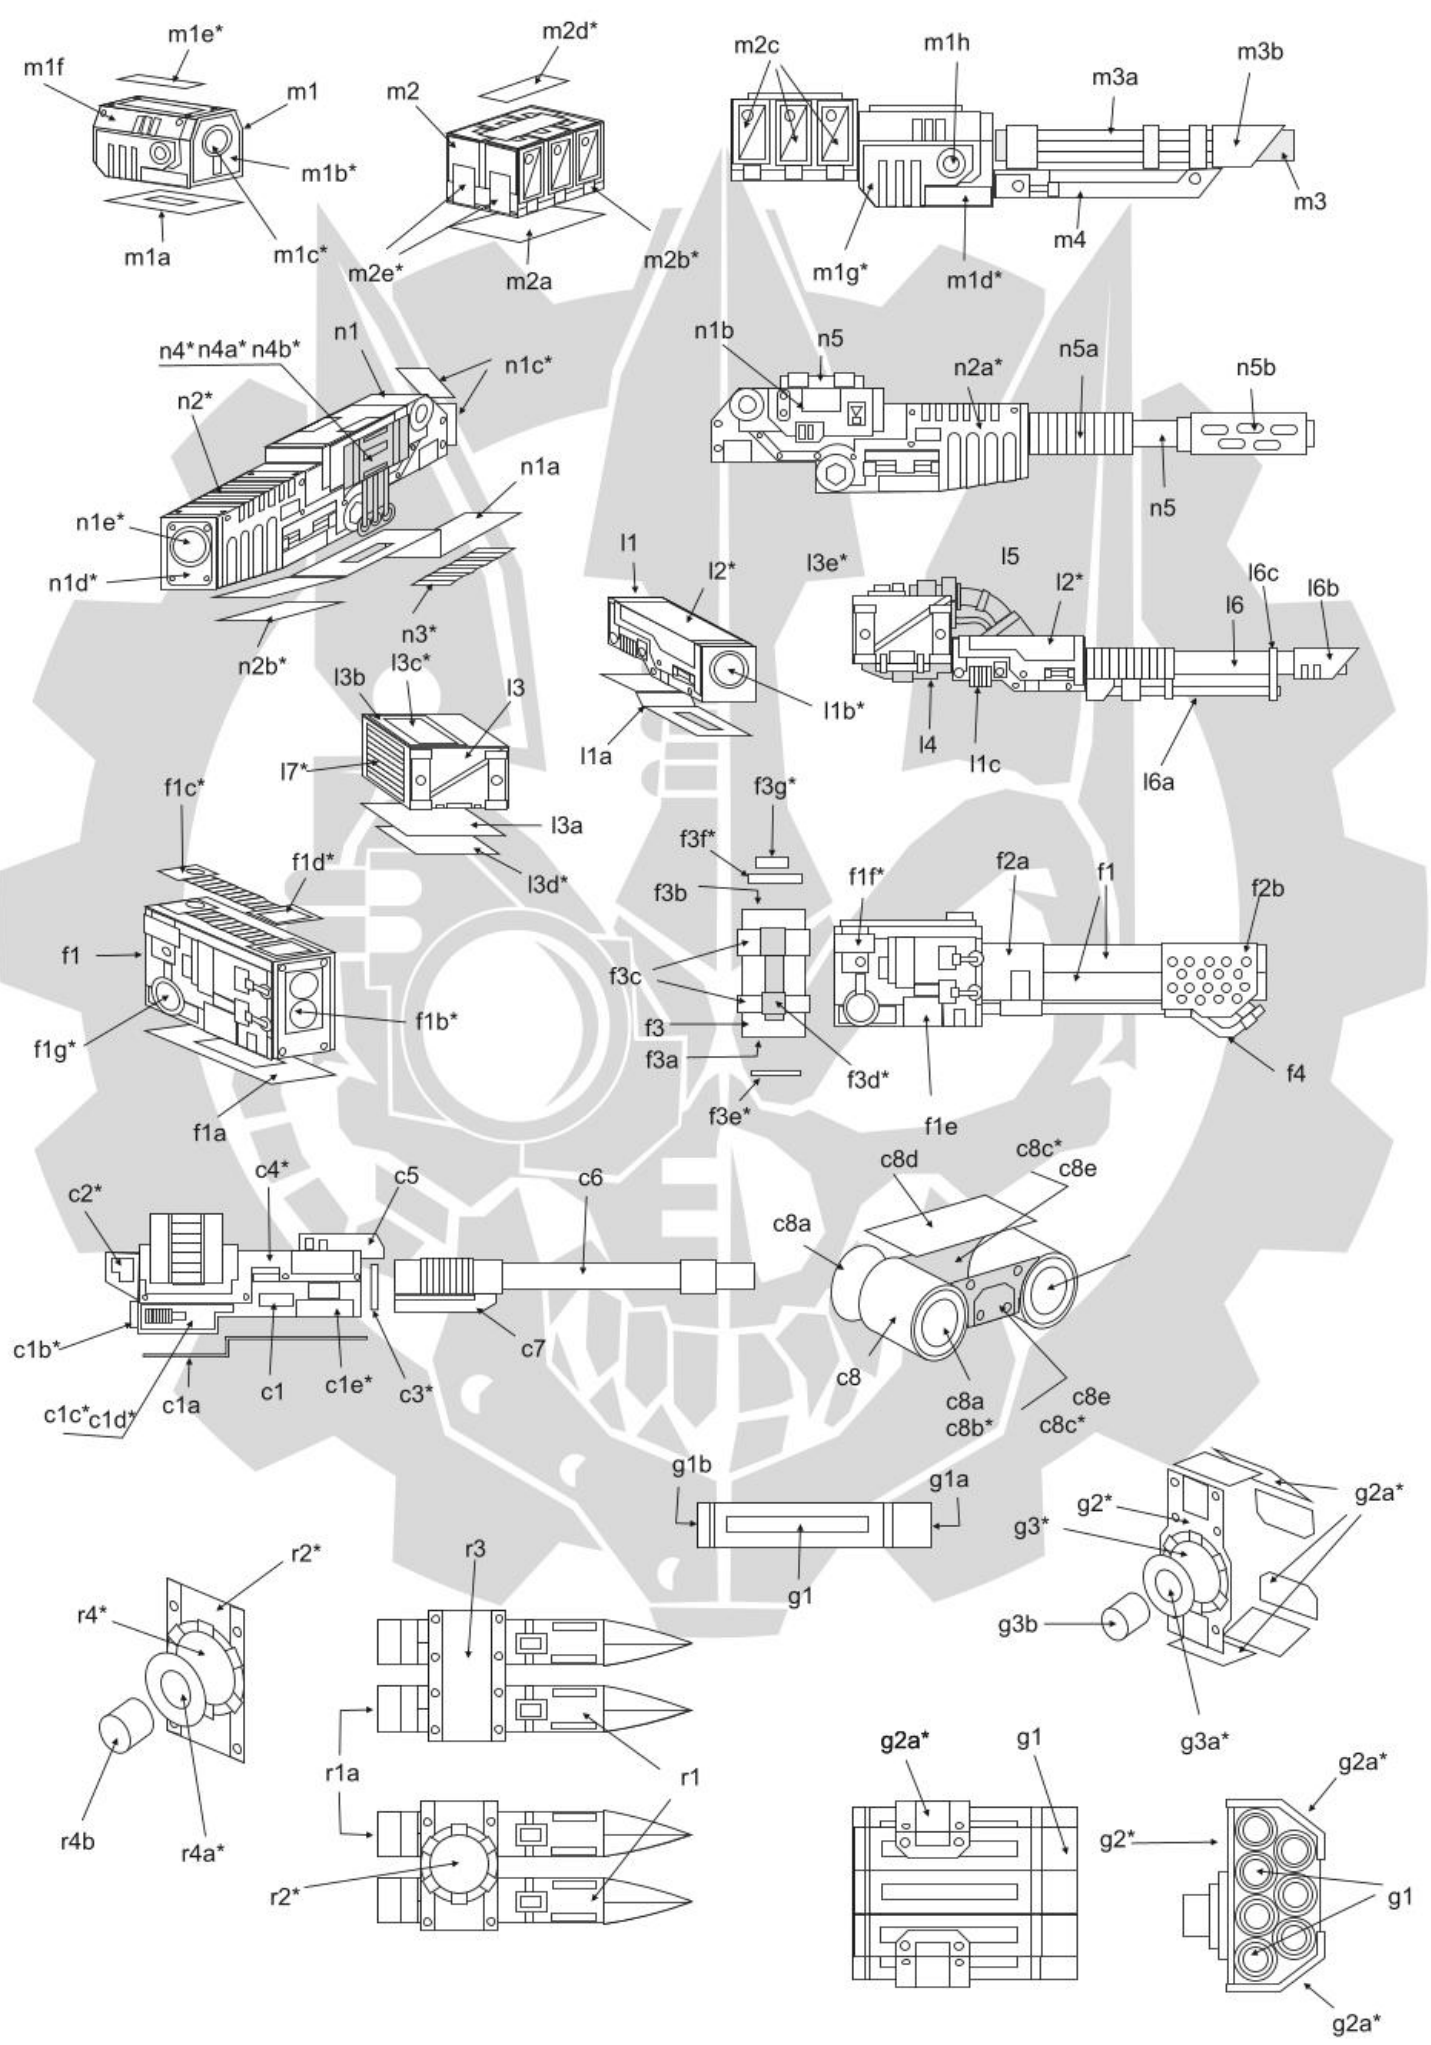 m1e*
m2d*
m1f
m1
m2
m2c
m1h
m3b
m3a
m1b*
m1a
m1c*
m2e*
m2a
m2b*
m1g*
m1d*
m4
m3
n4* n4a* n4b*
n1
n1c*
n2*
n1b
n5
n2a*
n5a
n5b
n1e*
n1a
n5
n1d*
n3*
n2b*
l1
l2*
l3e*
l5
l2*
l6
l6c
l6b
l3b
l3c*
l3
l1b*
l7*
l1a
l4
l1c
l6a
f1c*
l3a
f3g*
f1d*
l3d*
f3f*
f3b
f1f*
f2a
f1
f2b
f1
f3c
f1g*
f1b*
f3
f3a
f3d*
f4
f1a
f3e*
f1e
c2*
c4*
c5
c6
c8d
c8c*
c8e
c8a
c1b*
c1c* c1d*
c1a
c1
c1e*
c3*
c7
c8
c8a
c8b*
c8e
c8c*
g1b
g1a
g2*
g2a*
g3*
g1
g3b
r2*
r3
r4*
g3a*
r1a
r1
r4b
r4a*
r2*
g2a*
g1
g2a*
g2*
g1
g2a*